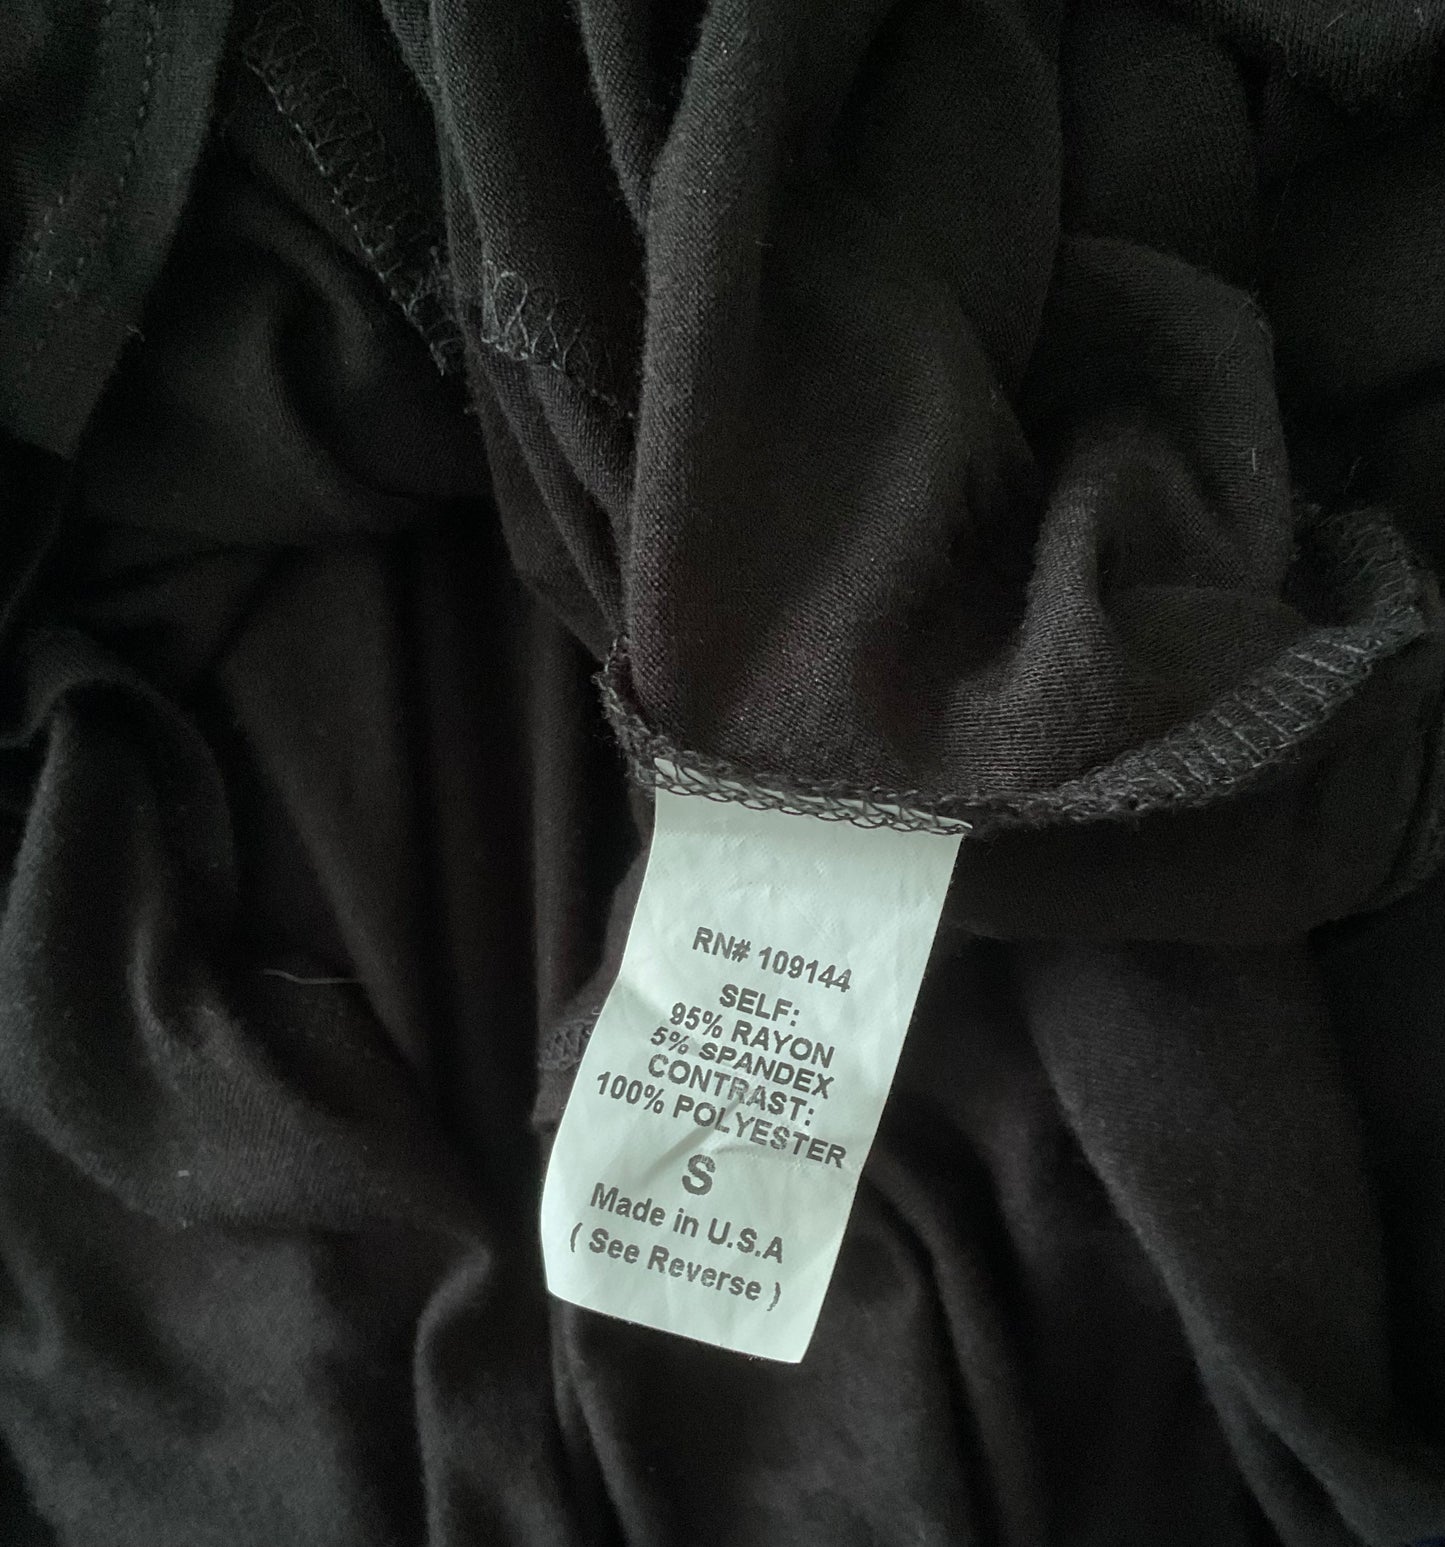 RN# 109144
SELF:
95% RAYON
5% SPANDEX
CONTRAST:
100% POLYESTER
S
Made in U.S.A
( See Reverse )